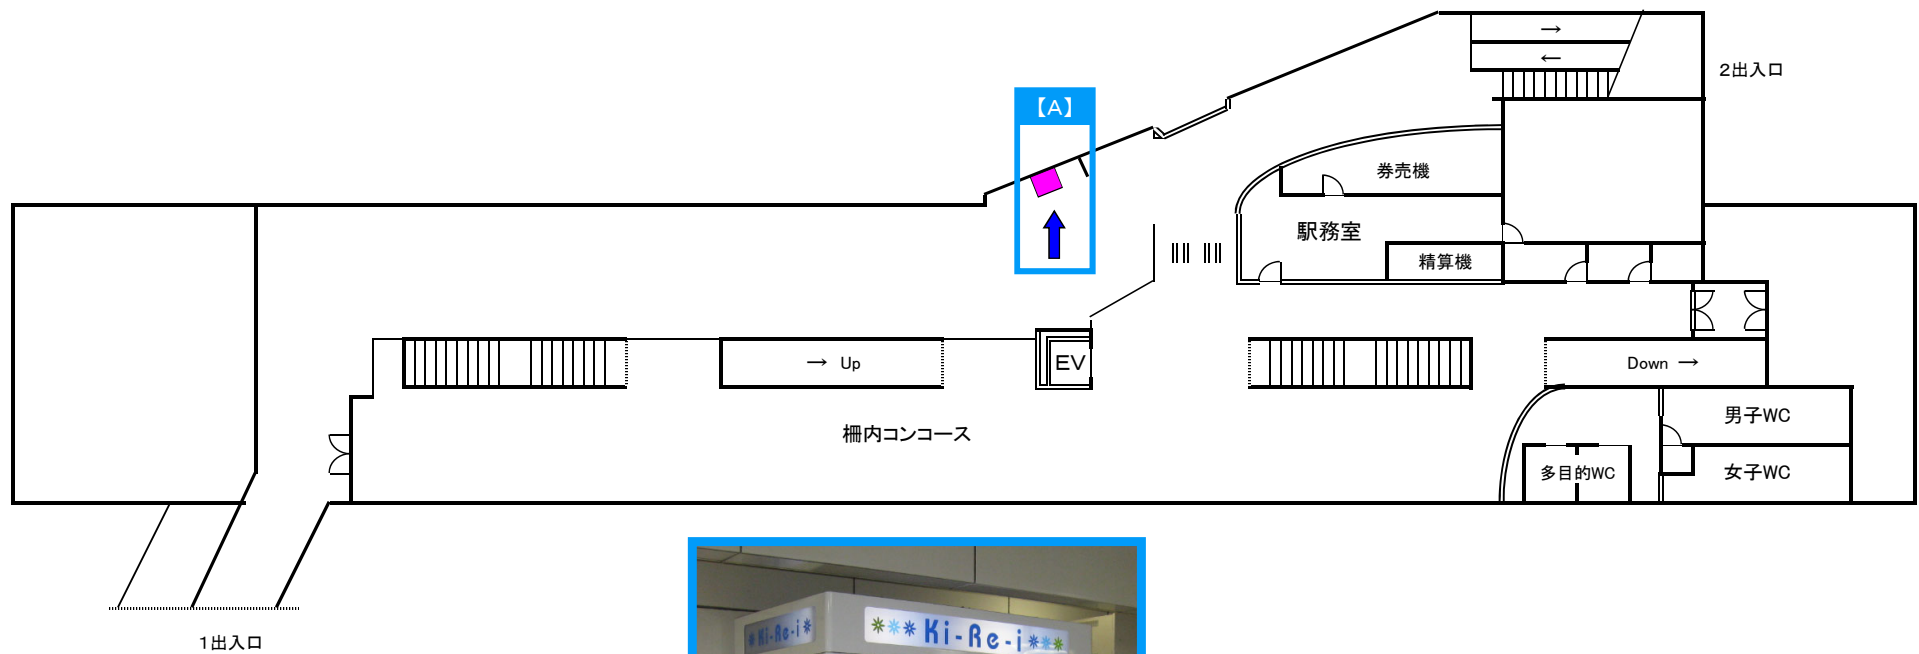 →
←
2出入口
【A】
券売機
駅務室
精算機
→ Up
EV
Down →
男子WC
柵内コンコース
多目的WC
女子WC
Ki-Re-i
Ki-Re-i
1出入口